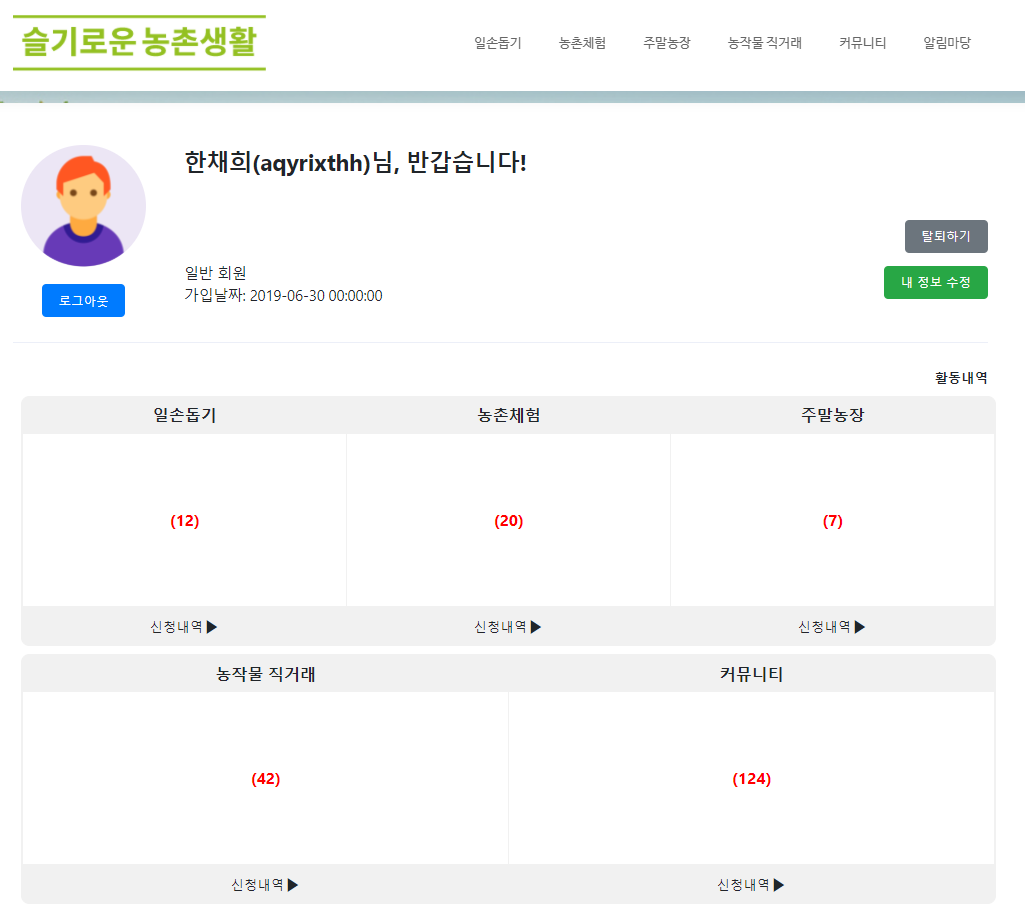 슬기로운 농촌생활
일손돕기 농촌체험 주말농장 농작물 직거래 커뮤니티 알림마당
한채희(aqyrixthh)님, 반갑습니다!
탈퇴하기
일반 회원
내 정보 수정
가입날짜: 2019-06-30 00:00:00
로그아웃
활동내역
일손돕기 농촌체험 주말농장
(12) (20) (7)
신청내역▶ 신청내역▶ 신청내역▶
농작물 직거래 커뮤니티
(42) (124)
신청내역▶ 신청내역▶